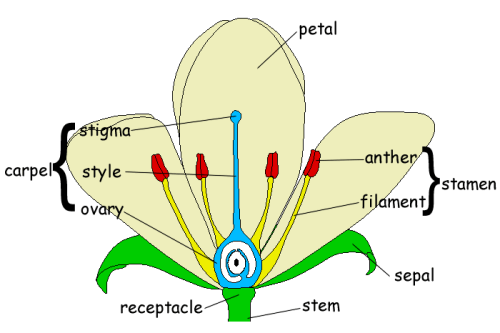 petal
stigma
carpel
style
ovary
anther
filament
stamen
sepal
receptacle
stem